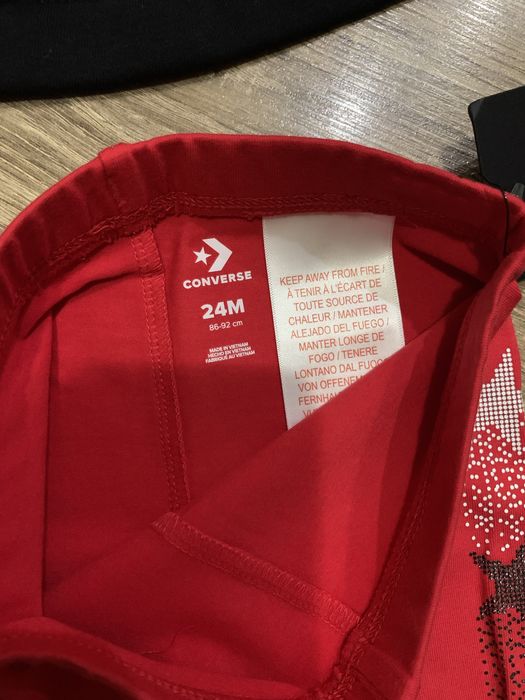 CONVERSE
24M
86-92 cm
MADE IN VIETNAM
HECHO EN VIETNAM
FABRIQUÉ AU VIETNAM
KEEP AWAY FROM FIRE /
À TENIR À L'ÉCART DE
TOUTE SOURCE DE
CHALEUR / MANTENER
ALEJADO DEL FUEGO /
MANTER LONGE DE
FOGO / TENERE
LONTANO DAL FUOCO
VON OFFENEM
FERNHA